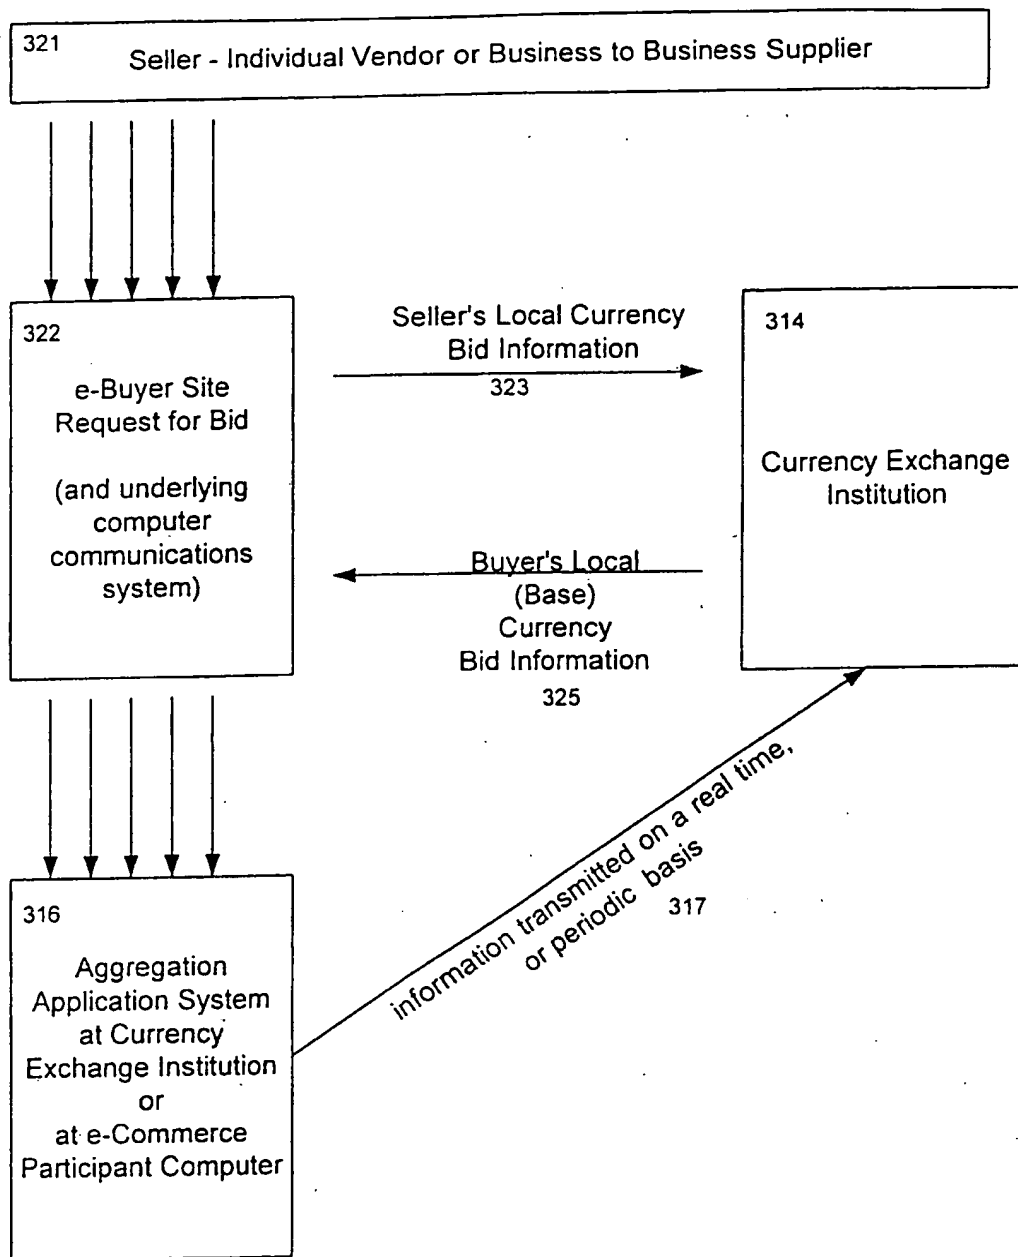 321
Seller - Individual Vendor or Business to Business Supplier
322
e-Buyer Site
Request for Bid
(and underlying
computer
communications
system)
Seller's Local Currency
Bid Information
323
314
Currency Exchange
Institution
Buyer's Local
(Base)
Currency
Bid Information
325
information transmitted on a real time,
or periodic basis
317
316
Aggregation
Application System
at Currency
Exchange Institution
or
at e-Commerce
Participant Computer